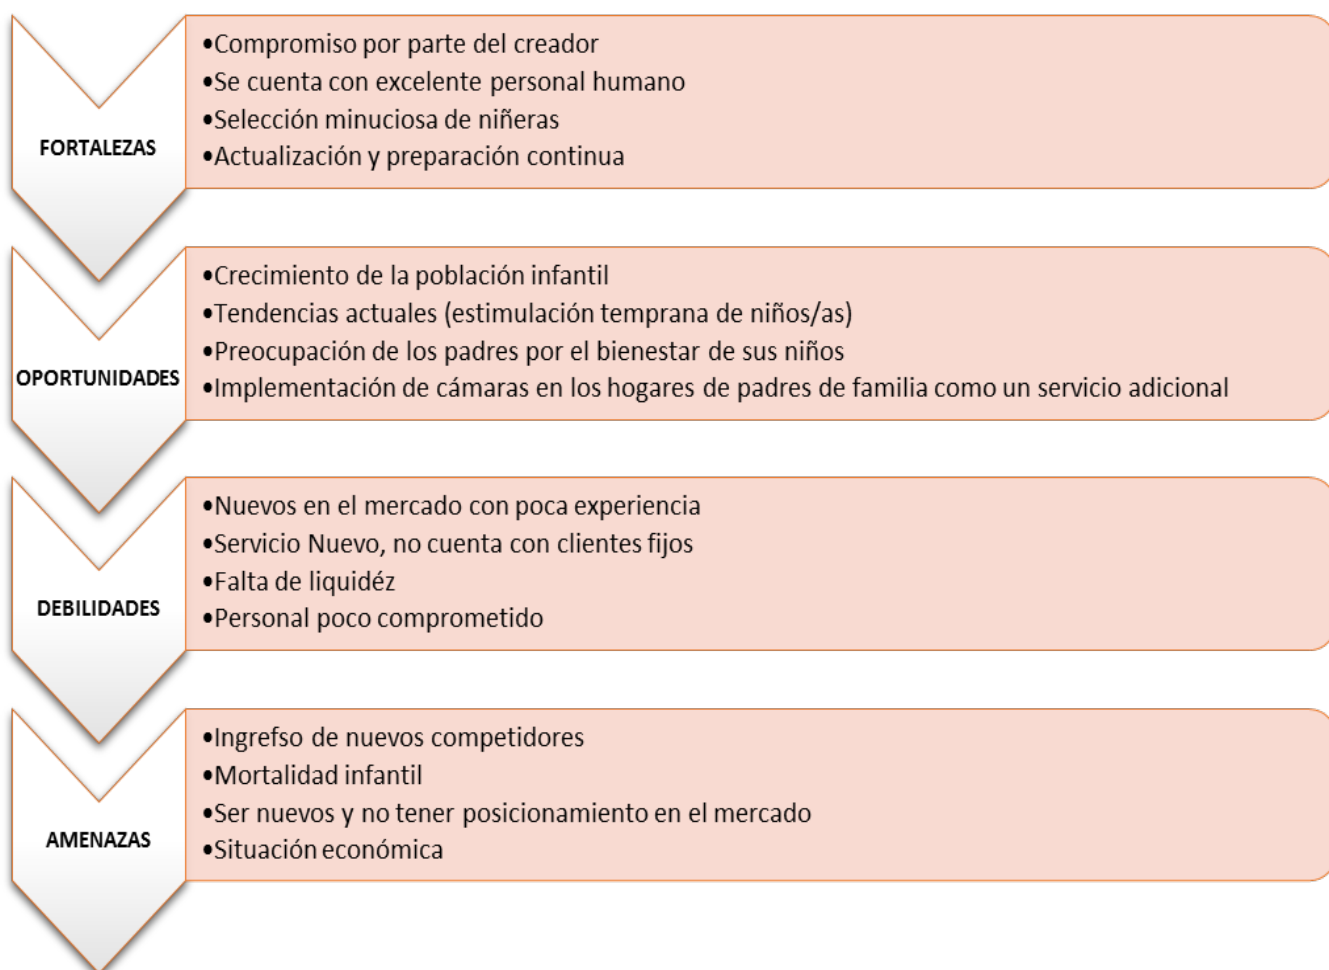 FORTALEZAS
•Compromiso por parte del creador
•Se cuenta con excelente personal humano
•Selección minuciosa de niñeras
•Actualización y preparación continua
OPORTUNIDADES
•Crecimiento de la población infantil
•Tendencias actuales (estimulación temprana de niños/as)
•Preocupación de los padres por el bienestar de sus niños
•Implementación de cámaras en los hogares de padres de familia como un servicio adicional
DEBILIDADES
•Nuevos en el mercado con poca experiencia
•Servicio Nuevo, no cuenta con clientes fijos
•Falta de liquidéz
•Personal poco comprometido
AMENAZAS
•Ingrefso de nuevos competidores
•Mortalidad infantil
•Ser nuevos y no tener posicionamiento en el mercado
•Situación económica